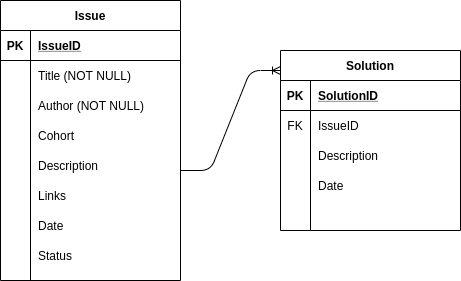 Issue
PK IssueID
Title (NOT NULL)
Author (NOT NULL)
Cohort
Description
Links
Date
Status
Solution
PK SolutionID
FK IssueID
Description
Date